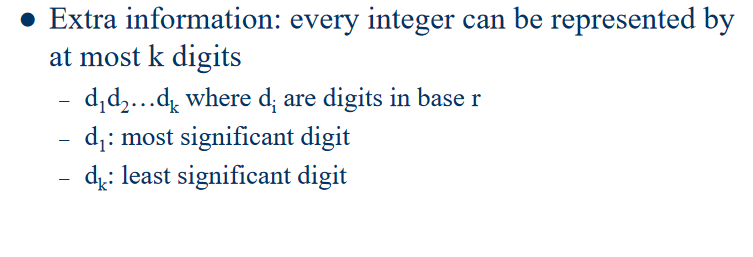 ● Extra information: every integer can be represented by
at most k digits
– d₁d₂…dₖ where dᵢ are digits in base r
– d₁: most significant digit
– dₖ: least significant digit